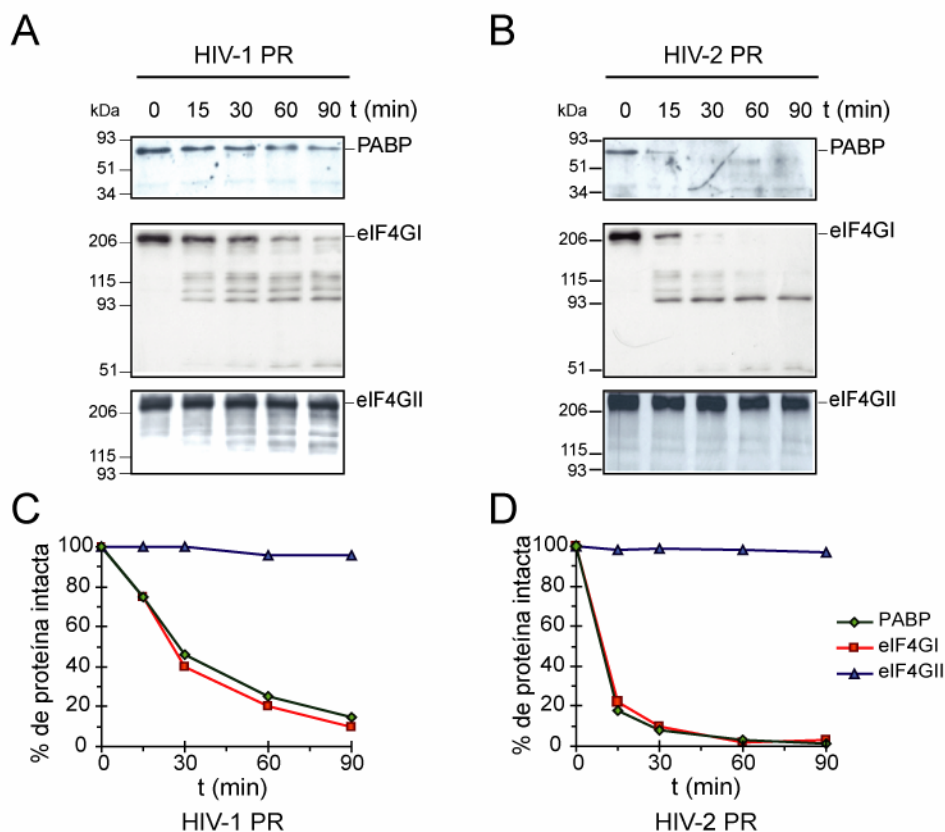 A
HIV-1 PR
kDa 0 15 30 60 90 t (min)
93
51
34
PABP
206
115
93
51
eIF4GI
206
115
93
eIF4GII
B
HIV-2 PR
kDa 0 15 30 60 90 t (min)
93
51
34
PABP
206
115
93
51
eIF4GI
206
115
93
eIF4GII
C
% de proteína intacta
100
80
60
40
20
0
0 30 60 90
t (min)
HIV-1 PR
D
% de proteína intacta
100
80
60
40
20
0
0 30 60 90
t (min)
HIV-2 PR
PABP
eIF4GI
eIF4GII